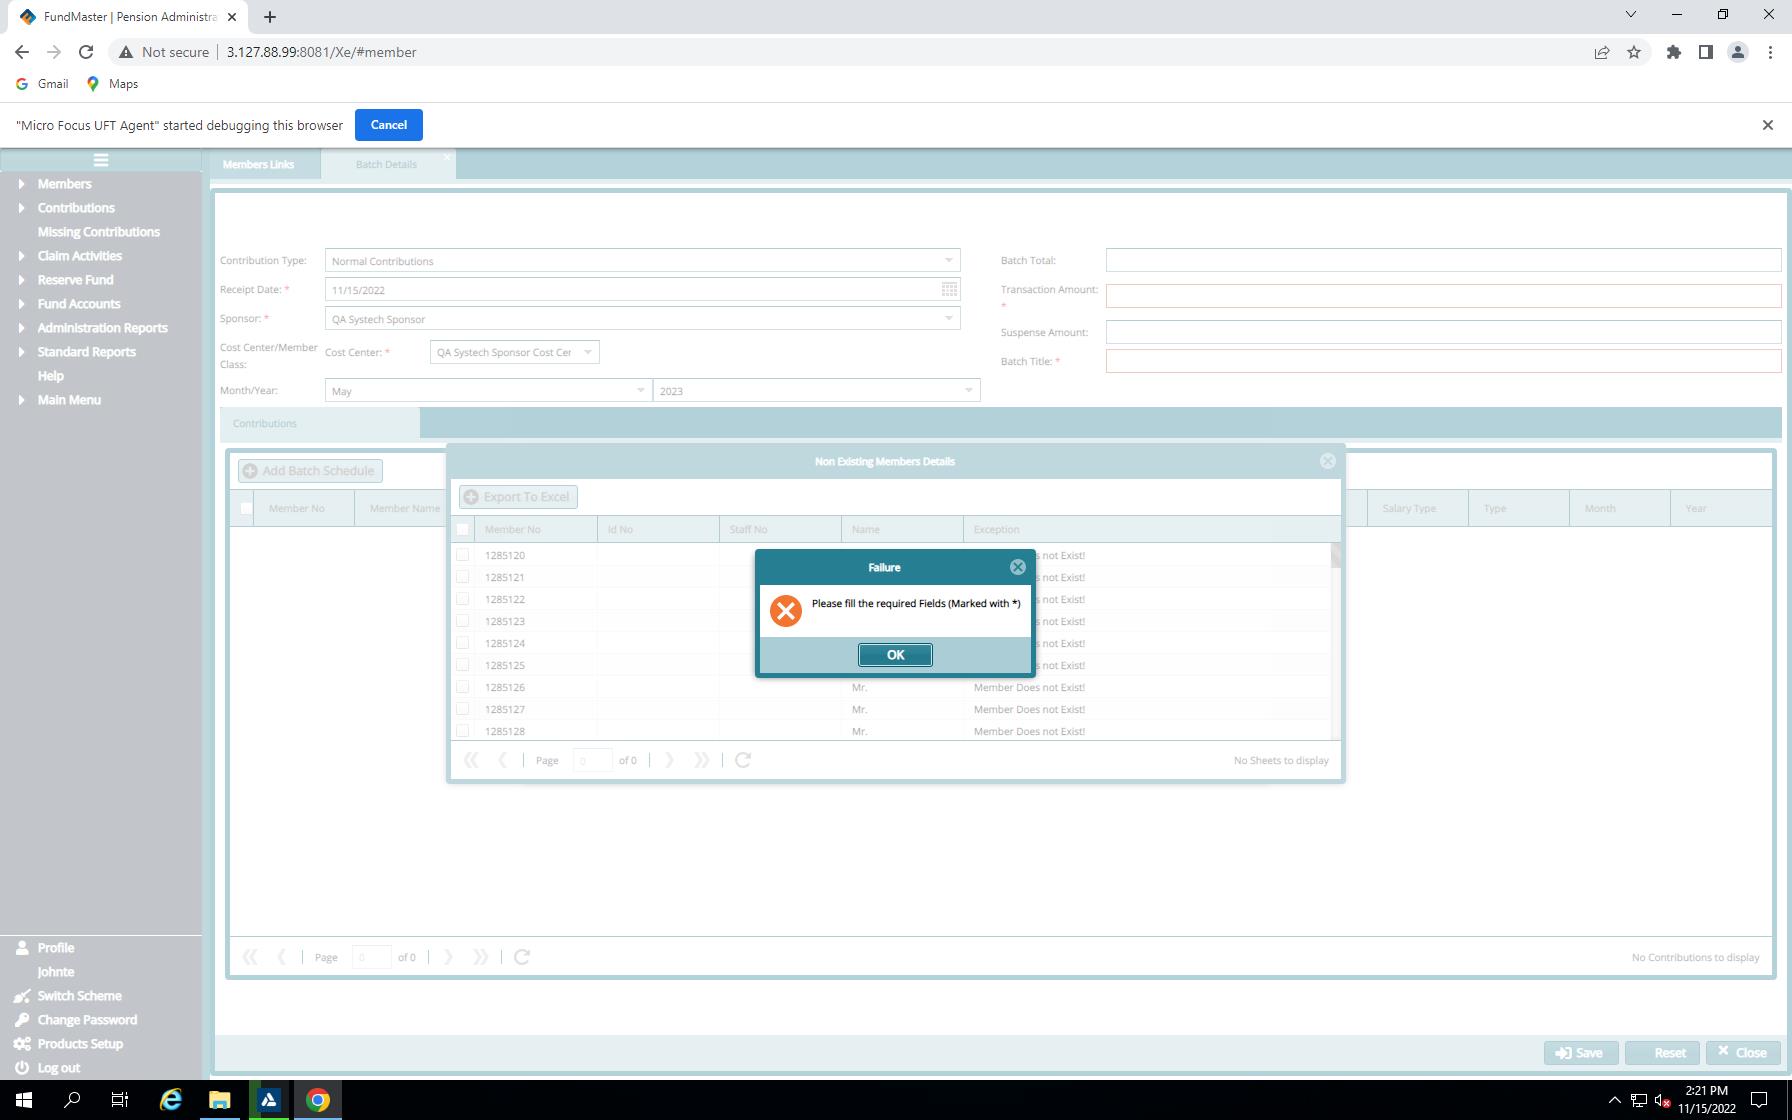 FundMaster | Pension Administra
Not secure
3.127.88.99:8081/Xe/#member
Gmail
Maps
"Micro Focus UFT Agent" started debugging this browser
Cancel
Members Links
Batch Details
Members
Contributions
Missing Contributions
Claim Activities
Reserve Fund
Fund Accounts
Administration Reports
Standard Reports
Help
Main Menu
Contribution Type:
Normal Contributions
Receipt Date: *
11/15/2022
Sponsor: *
QA Systech Sponsor
Cost Center/Member
Class:
Cost Center: *
QA Systech Sponsor Cost Cer
Month/Year:
May
2023
Batch Total:
Transaction Amount:
*
Suspense Amount:
Batch Title: *
Contributions
Add Batch Schedule
Member No
Member Name
Salary Type
Type
Month
Year
Non Existing Members Details
Export To Excel
Member No
Id No
Staff No
Name
Exception
1285120
s not Exist!
1285121
s not Exist!
1285122
s not Exist!
1285123
s not Exist!
1285124
s not Exist!
1285125
s not Exist!
1285126
Mr.
Member Does not Exist!
1285127
Mr.
Member Does not Exist!
1285128
Mr.
Member Does not Exist!
Page
0
of 0
No Sheets to display
Failure
Please fill the required Fields (Marked with *)
OK
Page
0
of 0
No Contributions to display
Profile
Johnte
Switch Scheme
Change Password
Products Setup
Log out
Save
Reset
Close
2:21 PM
11/15/2022